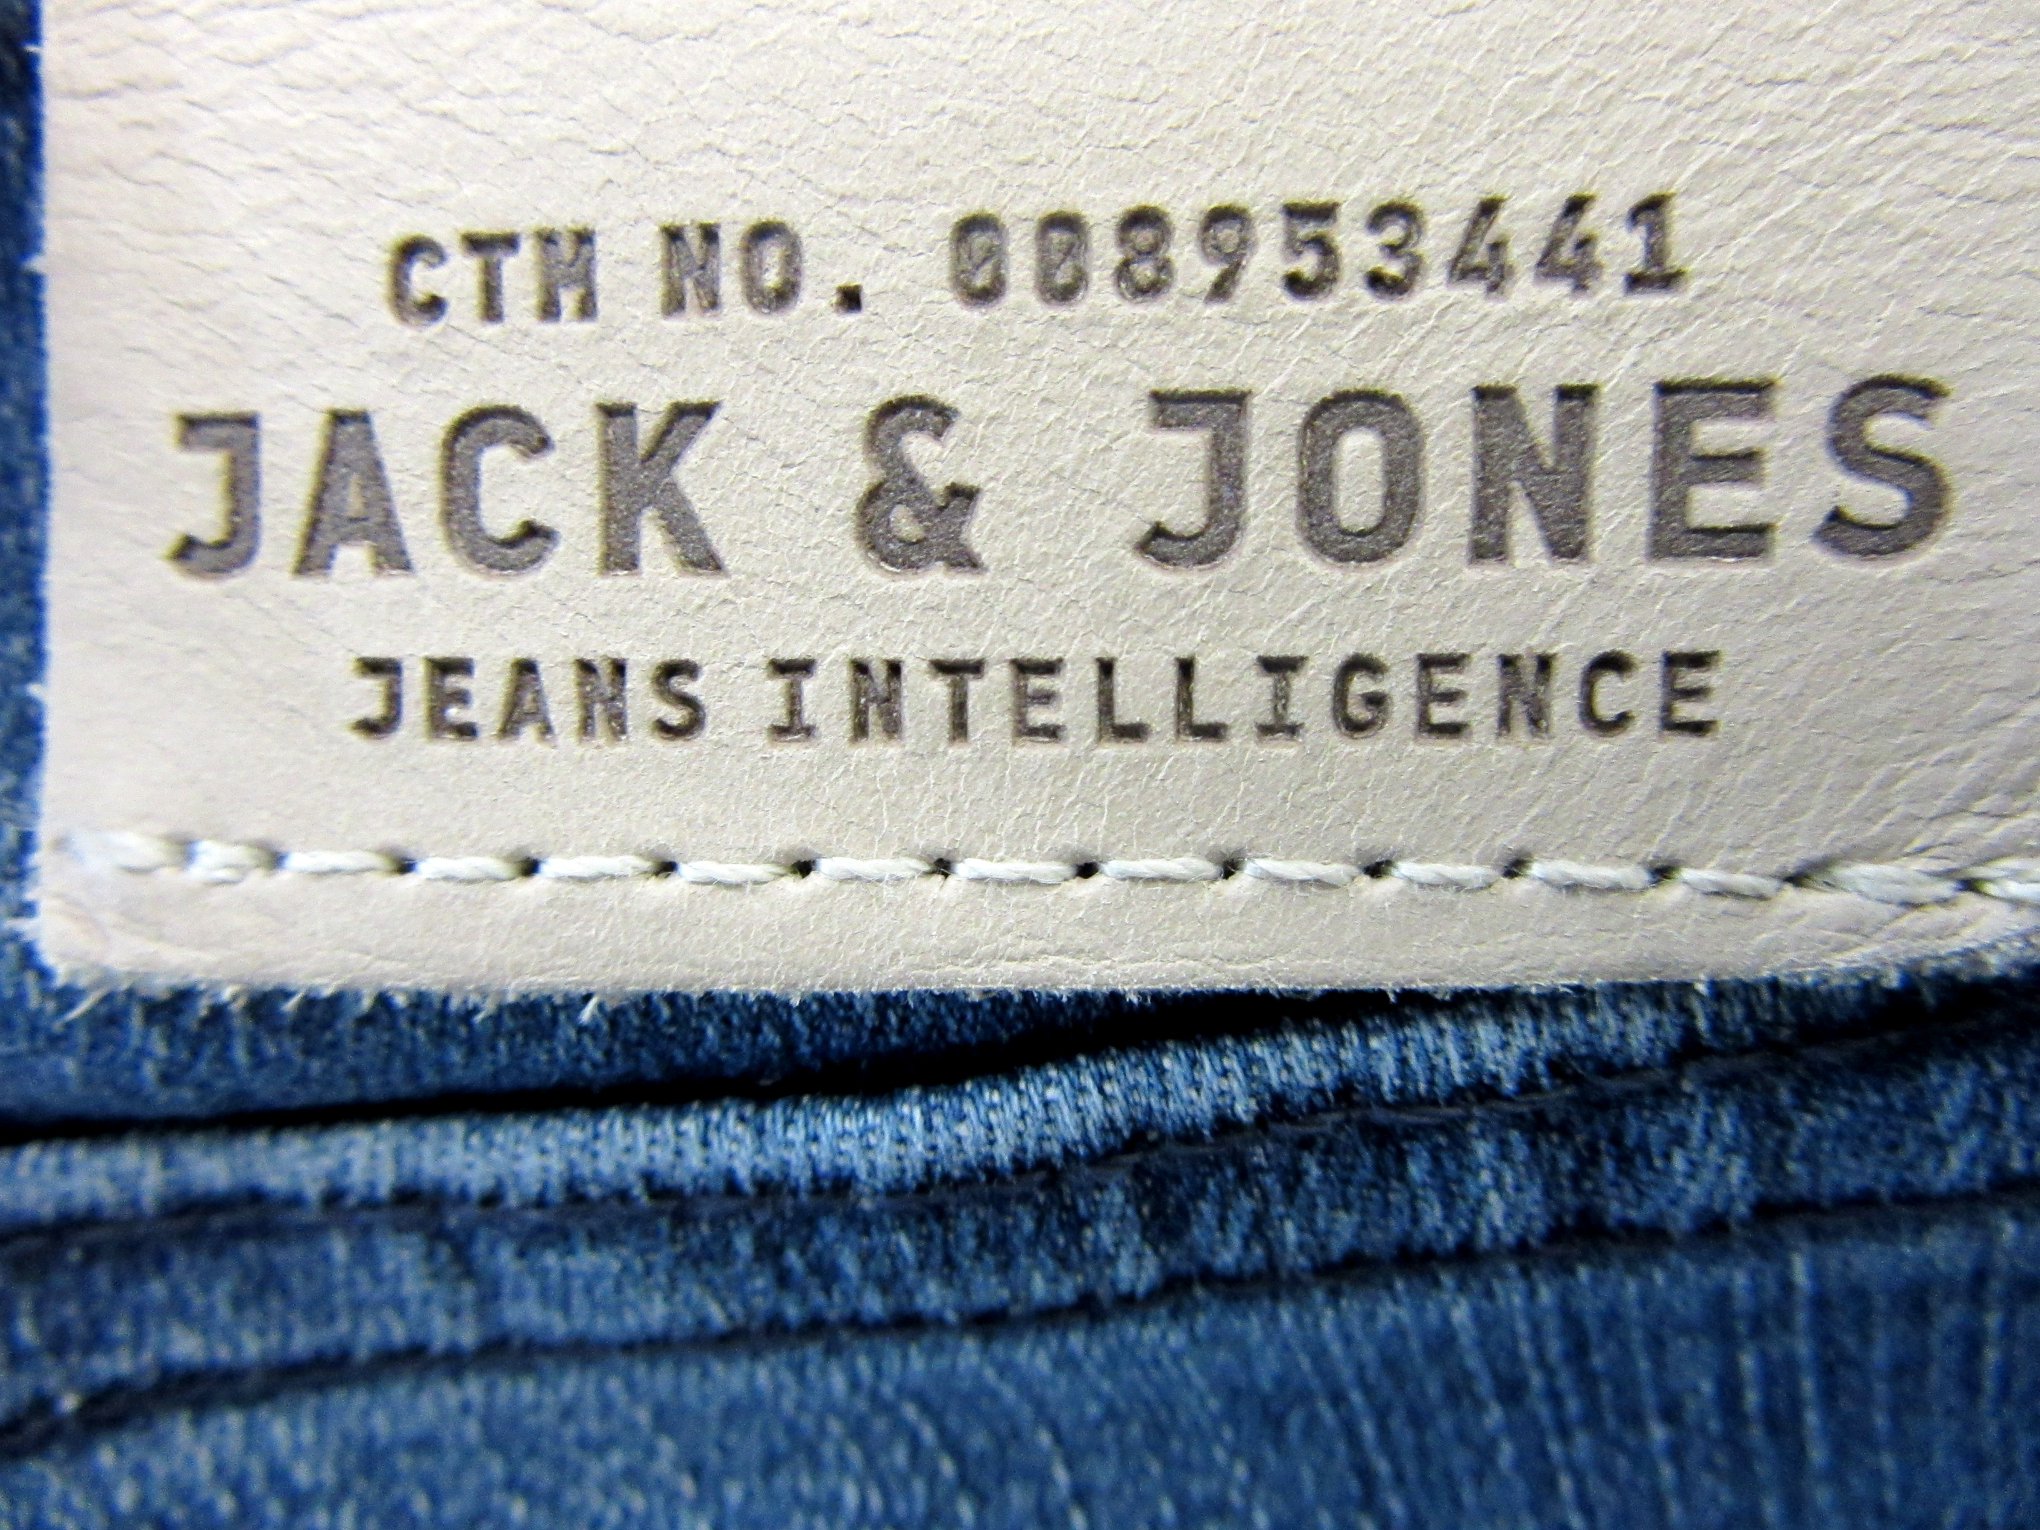 CTM NO. 008953441
JACK & JONES
JEANS INTELLIGENCE